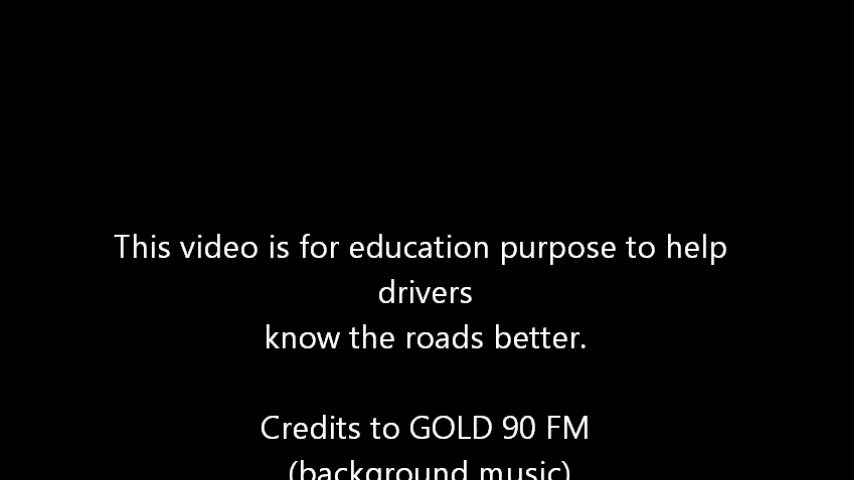 This video is for education purpose to help
drivers
know the roads better.
Credits to GOLD 90 FM
(background music)